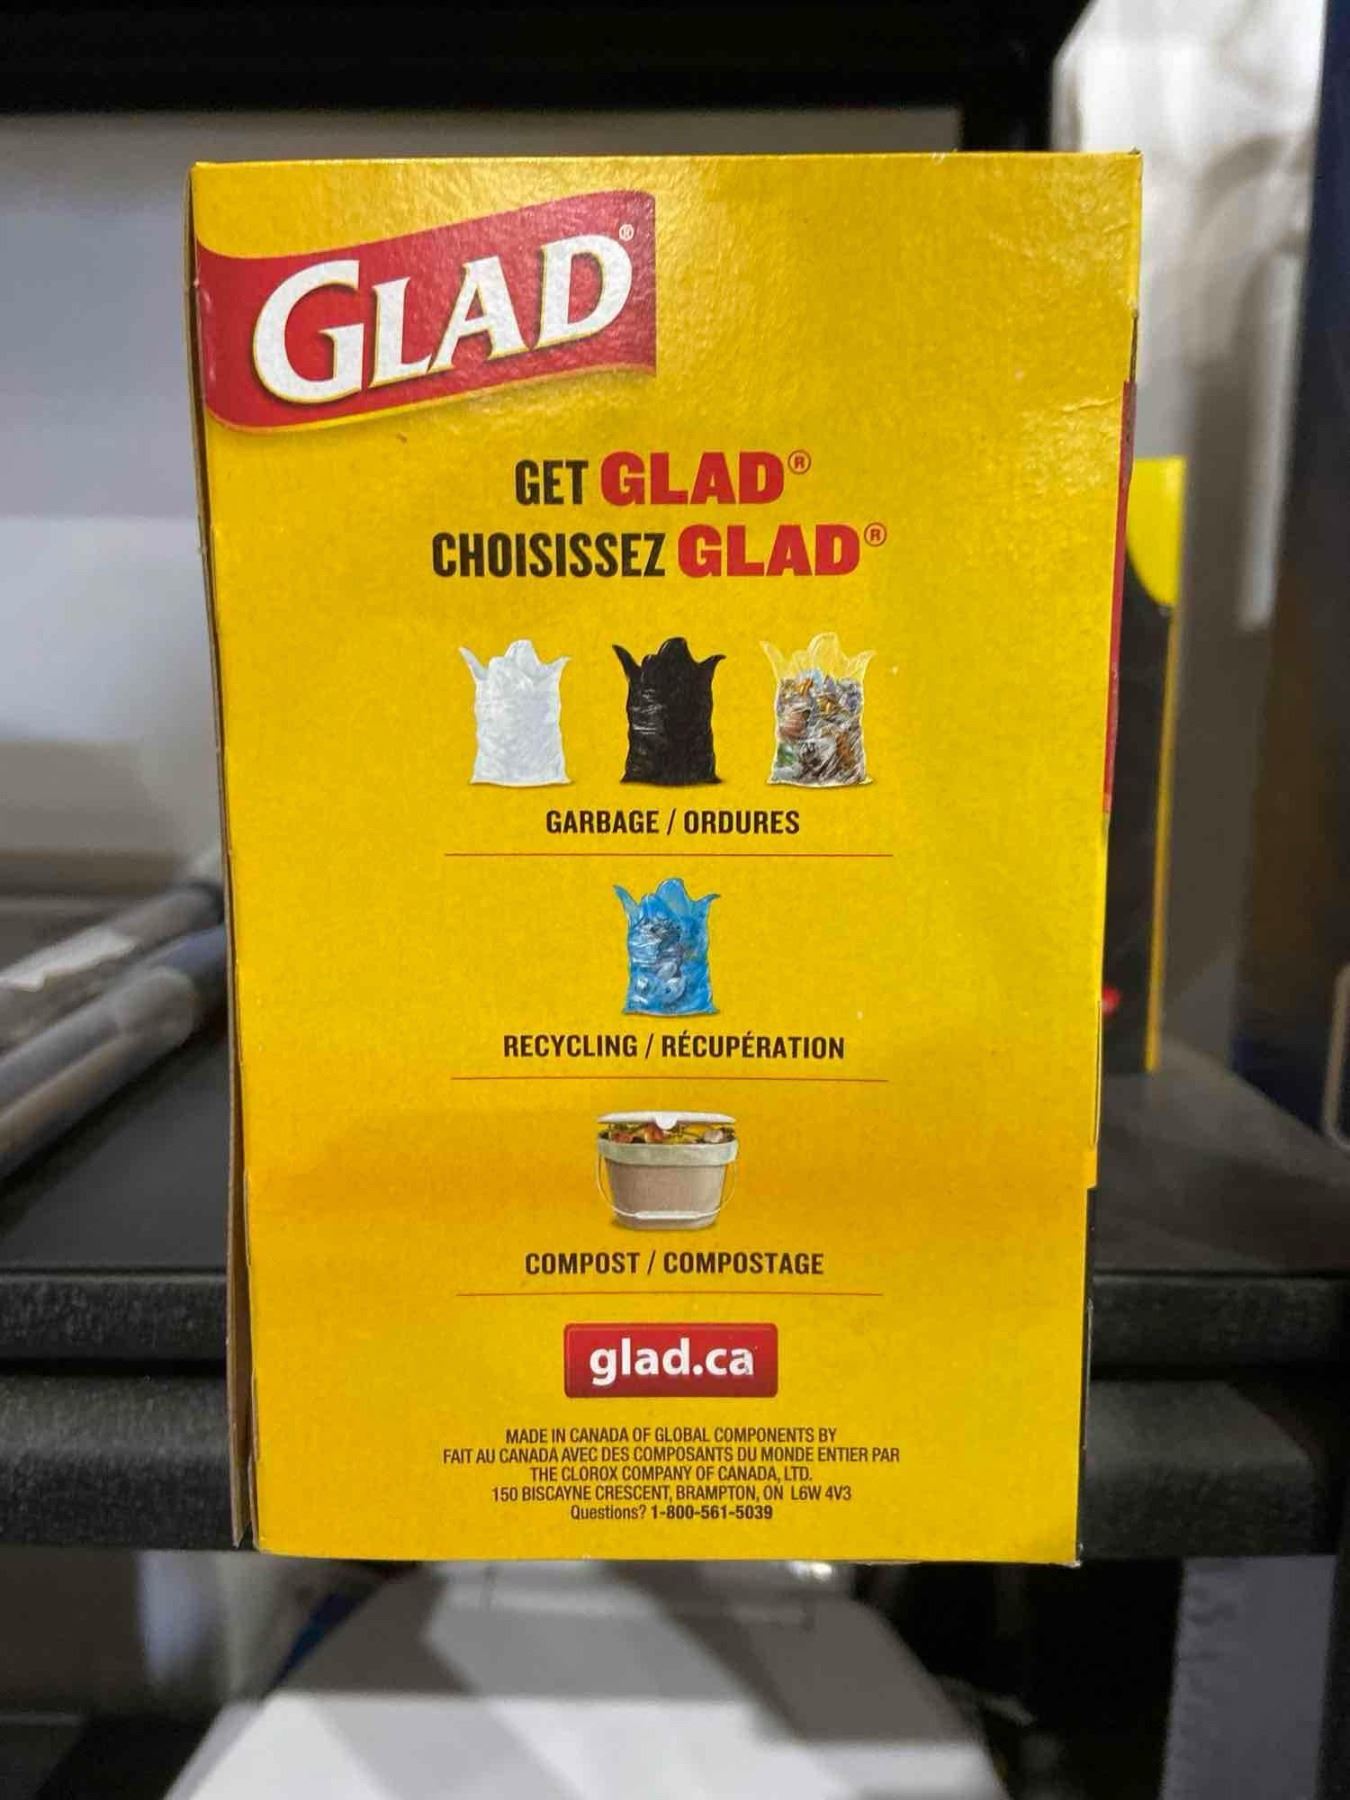 GLAD®
GET GLAD®
CHOISISSEZ GLAD®
GARBAGE / ORDURES
RECYCLING / RÉCUPÉRATION
COMPOST / COMPOSTAGE
glad.ca
MADE IN CANADA OF GLOBAL COMPONENTS BY
FAIT AU CANADA AVEC DES COMPOSANTS DU MONDE ENTIER PAR
THE CLOROX COMPANY OF CANADA, LTD.
150 BISCAYNE CRESCENT, BRAMPTON, ON L6W 4V3
Questions? 1-800-561-5039